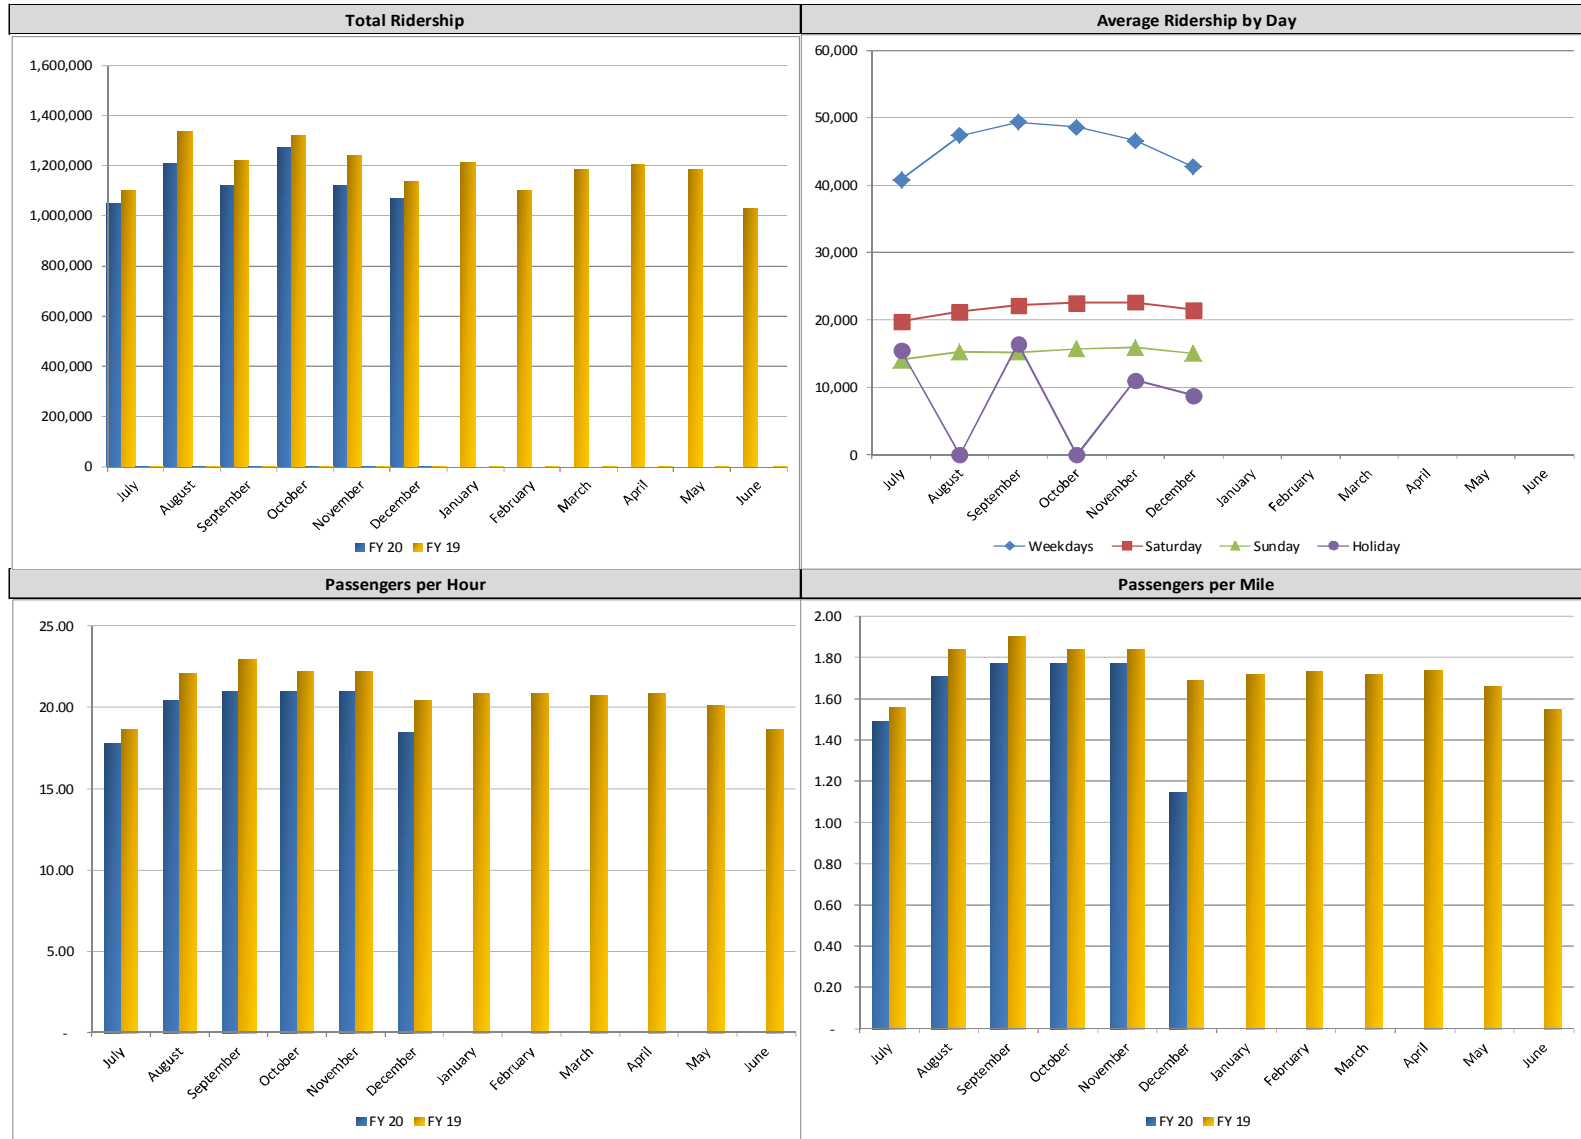 Total Ridership
1,600,000
1,400,000
1,200,000
1,000,000
800,000
600,000
400,000
200,000
0
July August September October November December January February March April May June
FY 20 FY 19
Average Ridership by Day
60,000
50,000
40,000
30,000
20,000
10,000
0
July August September October November December January February March April May June
Weekdays Saturday Sunday Holiday
Passengers per Hour
25.00
20.00
15.00
10.00
5.00
-
July August September October November December January February March April May June
FY 20 FY 19
Passengers per Mile
2.00
1.80
1.60
1.40
1.20
1.00
0.80
0.60
0.40
0.20
-
July August September October November December January February March April May June
FY 20 FY 19